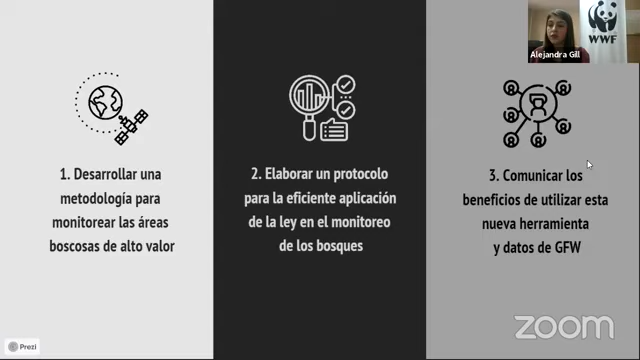 WWF
Alejandra Gill
1. Desarrollar una
metodología para
monitorear las áreas
boscosas de alto valor
2. Elaborar un protocolo
para la eficiente aplicación
de la ley en el monitoreo
de los bosques
3. Comunicar los
beneficios de utilizar esta
nueva herramienta
y datos de GFW
Prezi
zoom